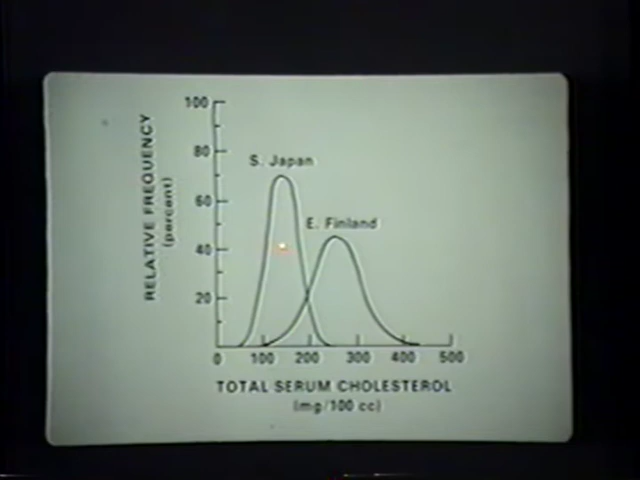 RELATIVE FREQUENCY
(percent)
100
80
60
40
20
S. Japan
E. Finland
0 100 200 300 400 500
TOTAL SERUM CHOLESTEROL
(mg/100 cc)